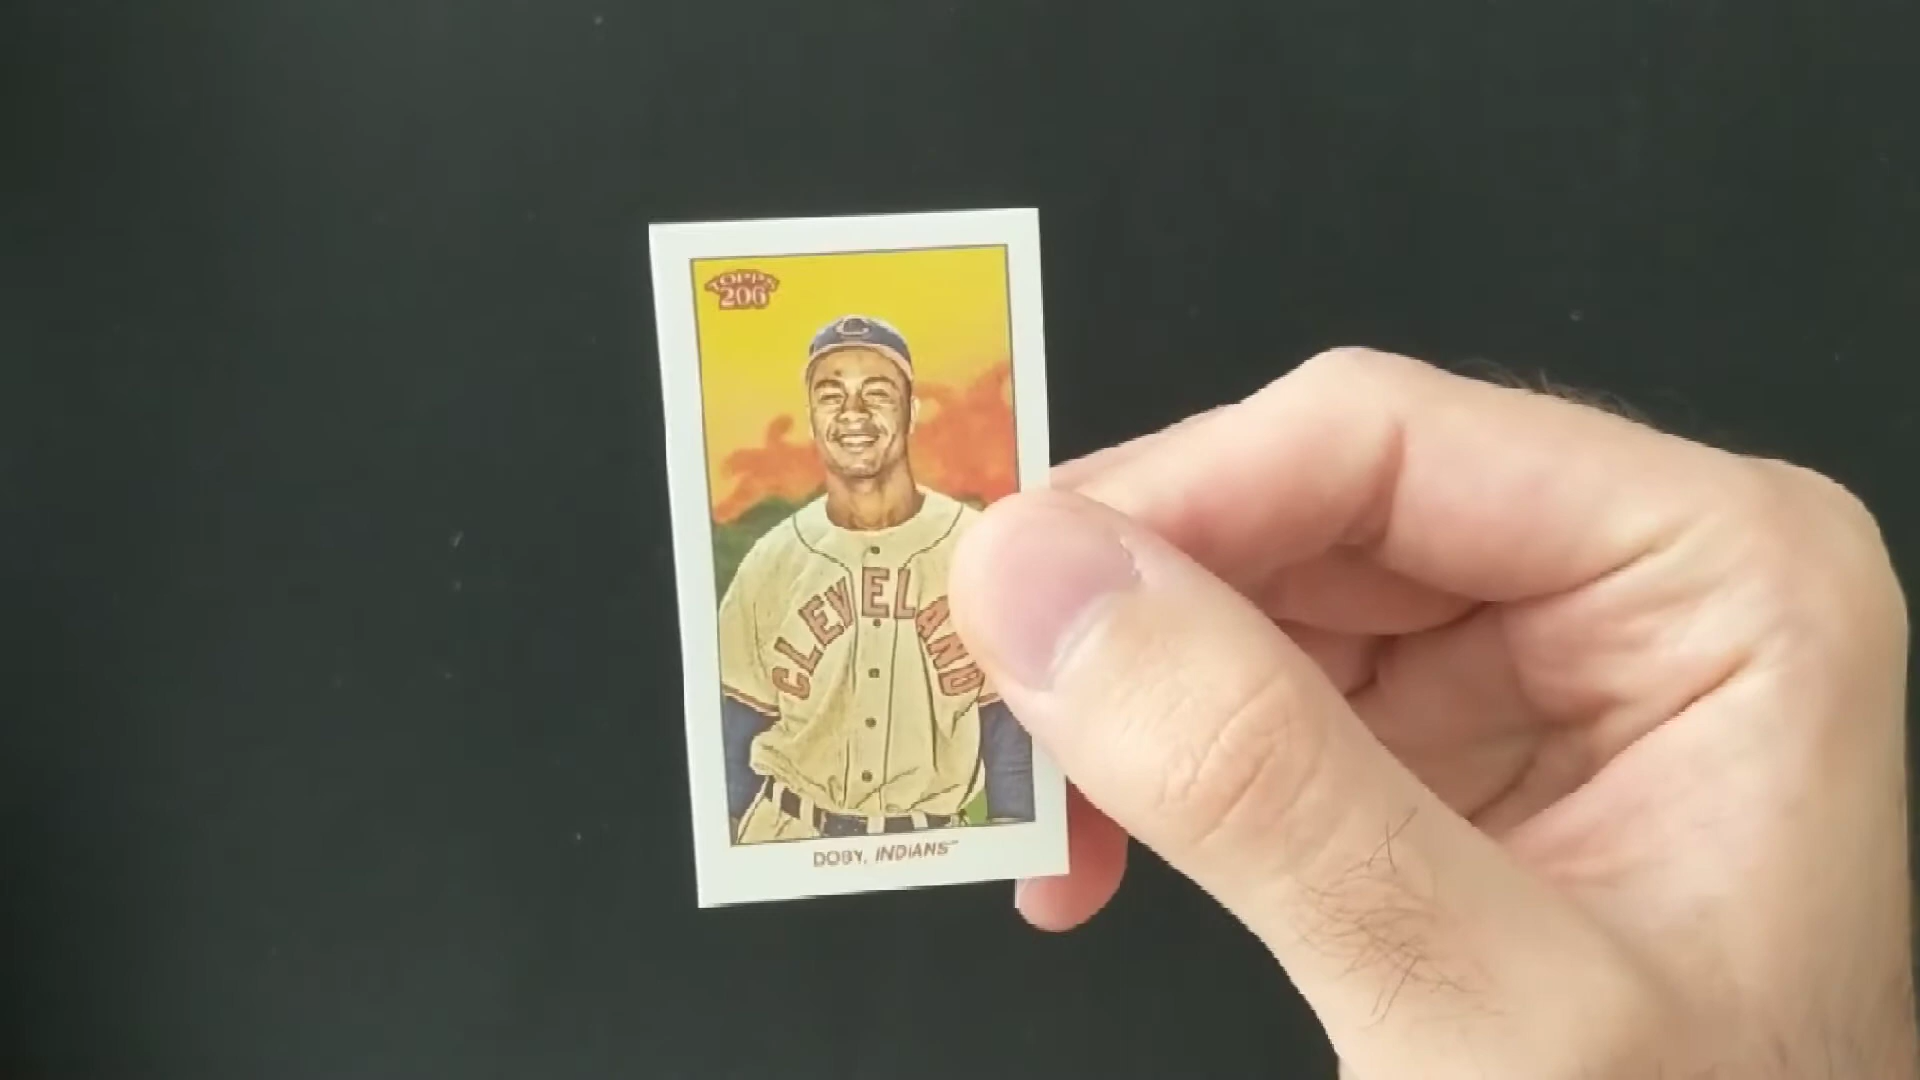 TOPPS
206
C
CLEVELAND
DOBY, INDIANS™